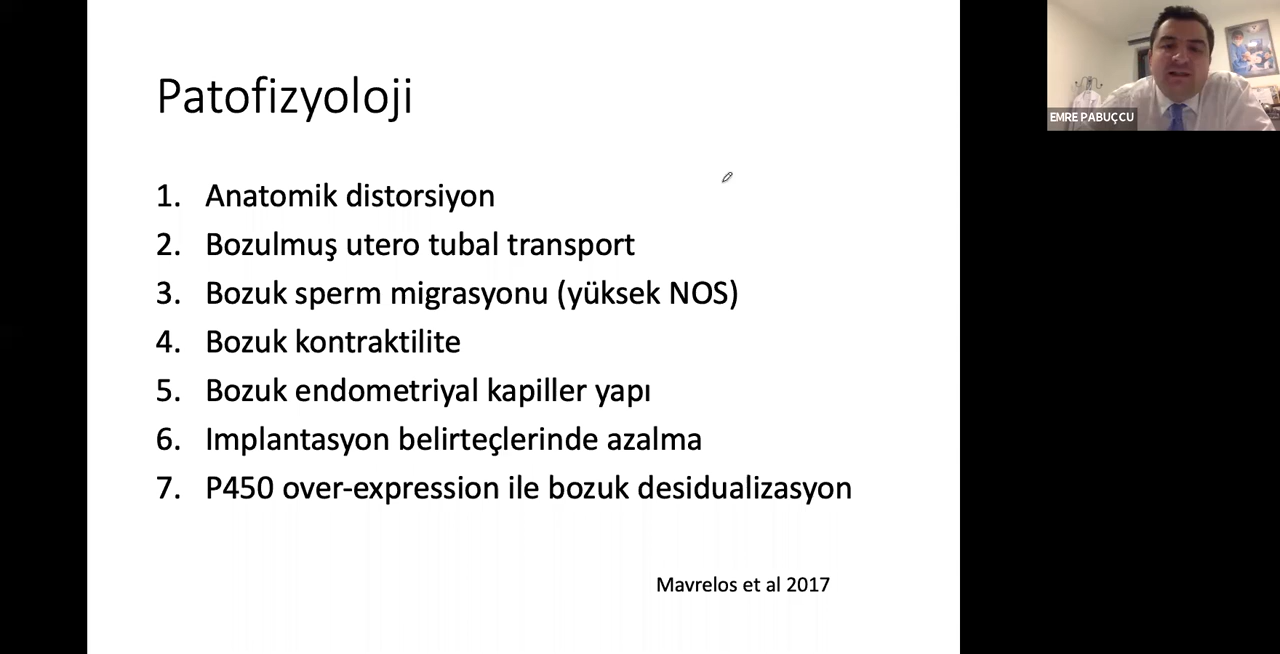 Patofizyoloji
1. Anatomik distorsiyon
2. Bozulmuş utero tubal transport
3. Bozuk sperm migrasyonu (yüksek NOS)
4. Bozuk kontraktilite
5. Bozuk endometriyal kapiller yapı
6. Implantasyon belirteçlerinde azalma
7. P450 over-expression ile bozuk desidualizasyon
Mavrelos et al 2017
EMRE PABUÇCU